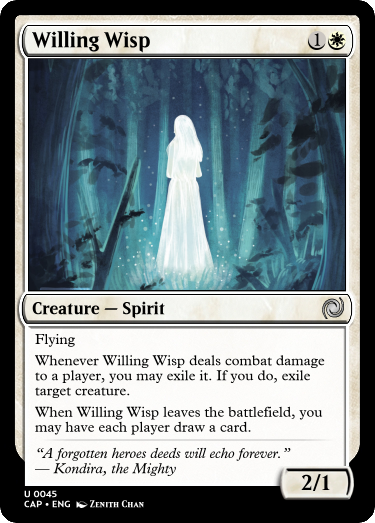 Willing Wisp 1
Creature — Spirit
Flying
Whenever Willing Wisp deals combat damage
to a player, you may exile it. If you do, exile
target creature.
When Willing Wisp leaves the battlefield, you
may have each player draw a card.
“A forgotten heroes deeds will echo forever.”
— Kondira, the Mighty
2/1
U 0045
CAP • ENG Zenith Chan